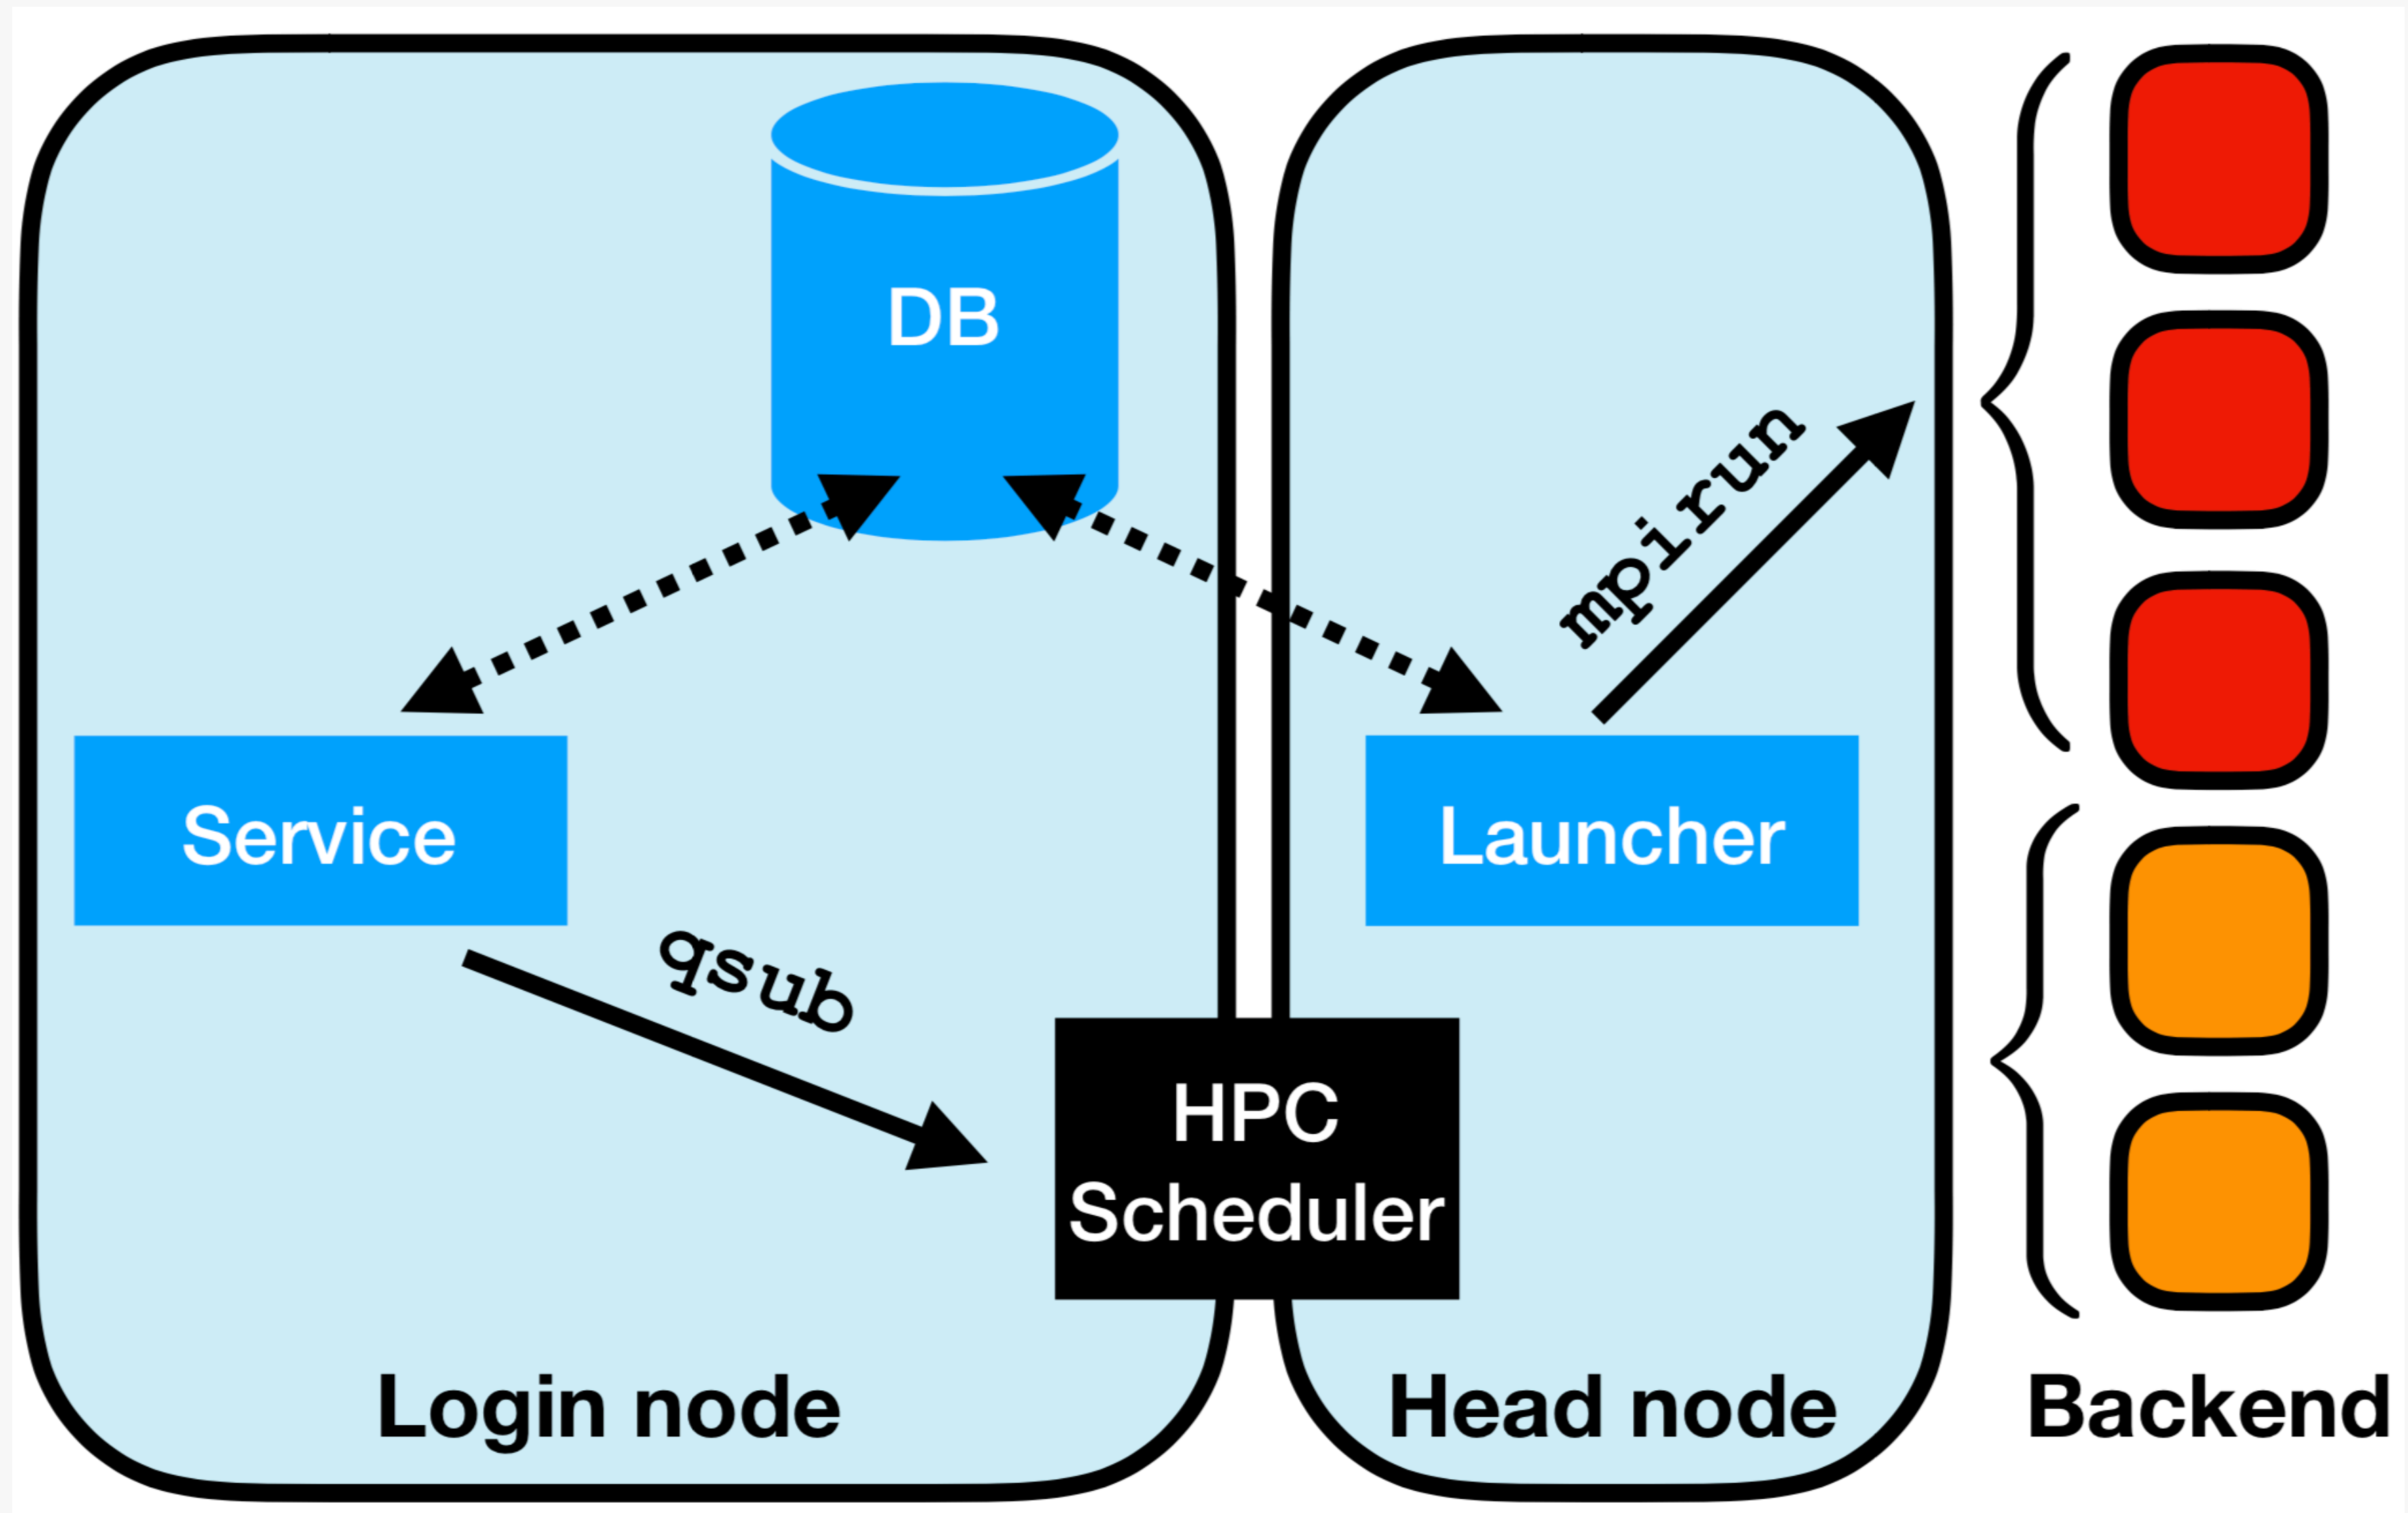 DB
mpirun
Service
Launcher
qsub
HPC
Scheduler
Login node
Head node
Backend